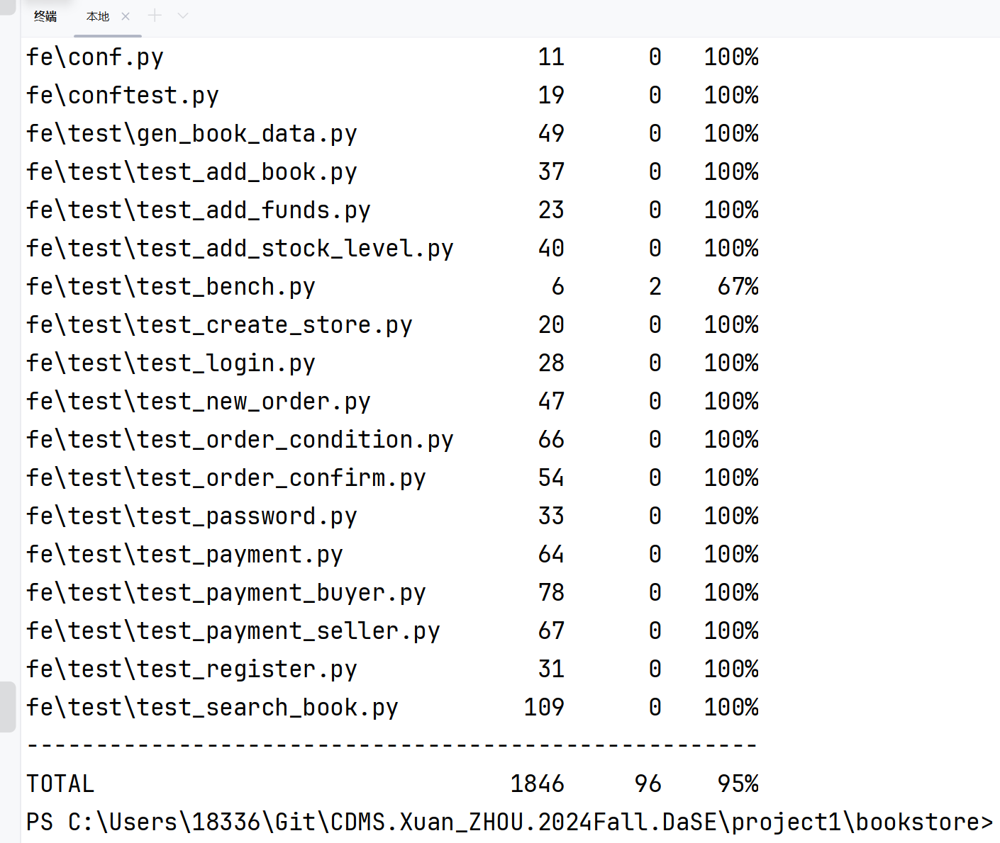 终端 本地
fe\conf.py 11 0 100%
fe\conftest.py 19 0 100%
fe\test\gen_book_data.py 49 0 100%
fe\test\test_add_book.py 37 0 100%
fe\test\test_add_funds.py 23 0 100%
fe\test\test_add_stock_level.py 40 0 100%
fe\test\test_bench.py 6 2 67%
fe\test\test_create_store.py 20 0 100%
fe\test\test_login.py 28 0 100%
fe\test\test_new_order.py 47 0 100%
fe\test\test_order_condition.py 66 0 100%
fe\test\test_order_confirm.py 54 0 100%
fe\test\test_password.py 33 0 100%
fe\test\test_payment.py 64 0 100%
fe\test\test_payment_buyer.py 78 0 100%
fe\test\test_payment_seller.py 67 0 100%
fe\test\test_register.py 31 0 100%
fe\test\test_search_book.py 109 0 100%
-----------------------------------------------------
TOTAL 1846 96 95%
PS C:\Users\18336\Git\CDMS.Xuan_ZHOU.2024Fall.DaSE\project1\bookstore>